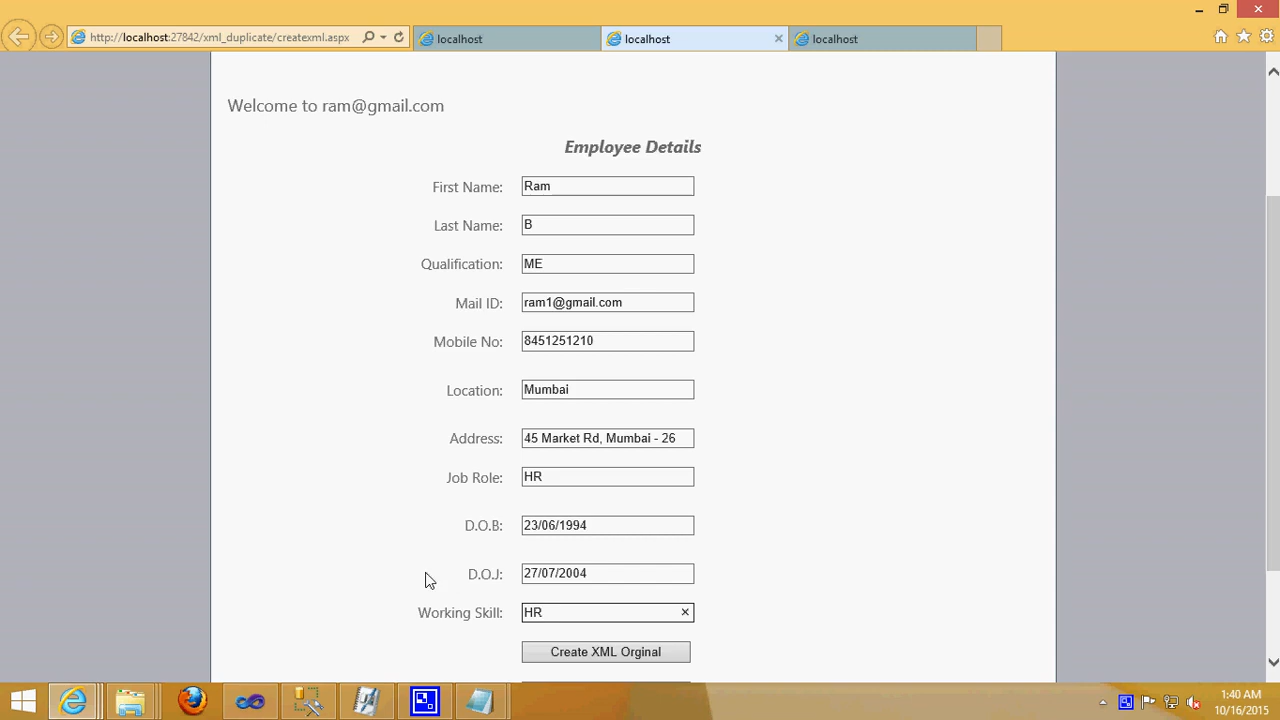 http://localhost:27842/xml_duplicate/createxml.aspx
localhost
localhost
localhost
Welcome to ram@gmail.com
Employee Details
First Name: Ram
Last Name: B
Qualification: ME
Mail ID: ram1@gmail.com
Mobile No: 8451251210
Location: Mumbai
Address: 45 Market Rd, Mumbai - 26
Job Role: HR
D.O.B: 23/06/1994
D.O.J: 27/07/2004
Working Skill: HR
Create XML Orginal
1:40 AM
10/16/2015